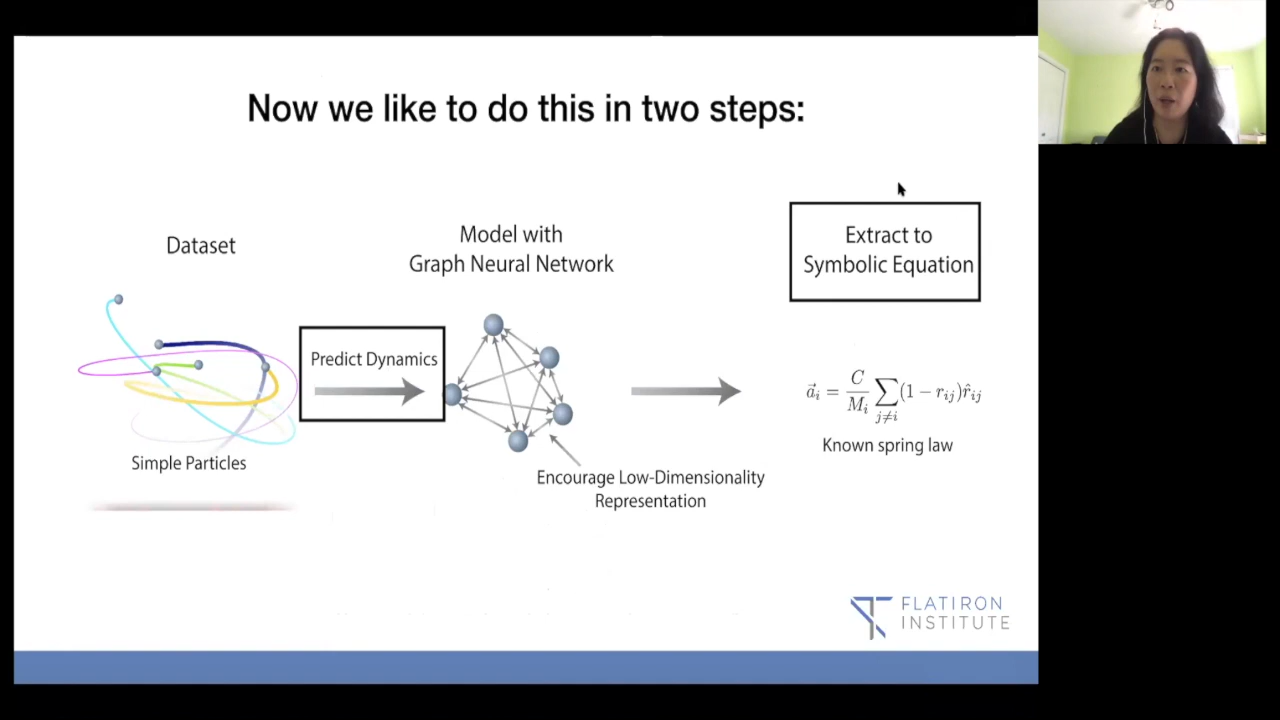 Now we like to do this in two steps:
Dataset
Model with
Graph Neural Network
Extract to
Symbolic Equation
Predict Dynamics
$\vec{a}_i = \frac{C}{M_i} \sum_{j \neq i} (1 - r_{ij}) \hat{r}_{ij}$
Known spring law
Simple Particles
Encourage Low-Dimensionality
Representation
FLATIRON
INSTITUTE